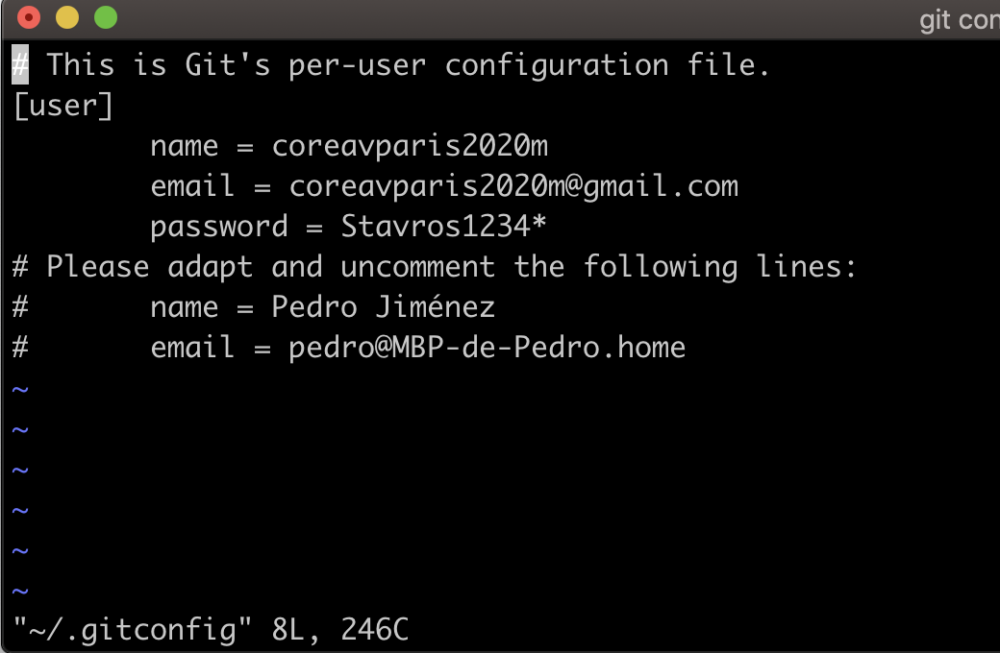 git con
# This is Git's per-user configuration file.
[user]
        name = coreavparis2020m
        email = coreavparis2020m@gmail.com
        password = Stavros1234*
# Please adapt and uncomment the following lines:
#       name = Pedro Jiménez
#       email = pedro@MBP-de-Pedro.home
~
~
~
~
~
~
"~/.gitconfig" 8L, 246C